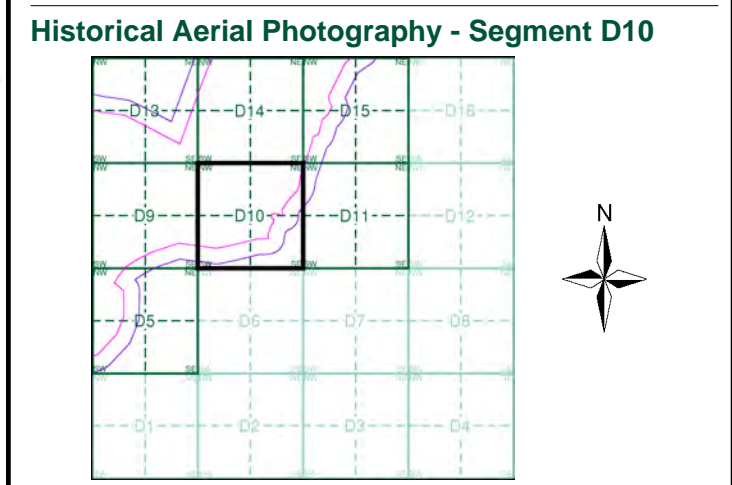 Historical Aerial Photography - Segment D10
D13 D14 D15 D16
D9 D10 D11 D12
N
D5 D6 D7 D8
D1 D2 D3 D4